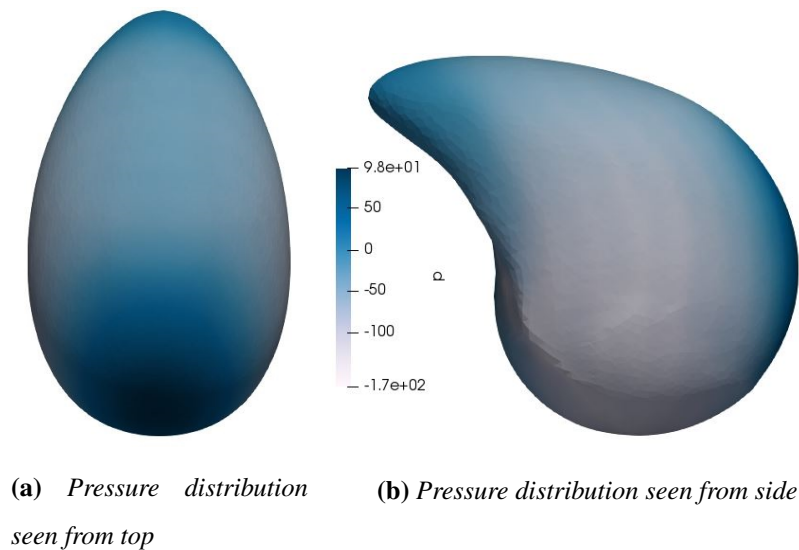 9.8e+01
50
0
-50
-100
-1.7e+02
p
(a) Pressure distribution
seen from top
(b) Pressure distribution seen from side